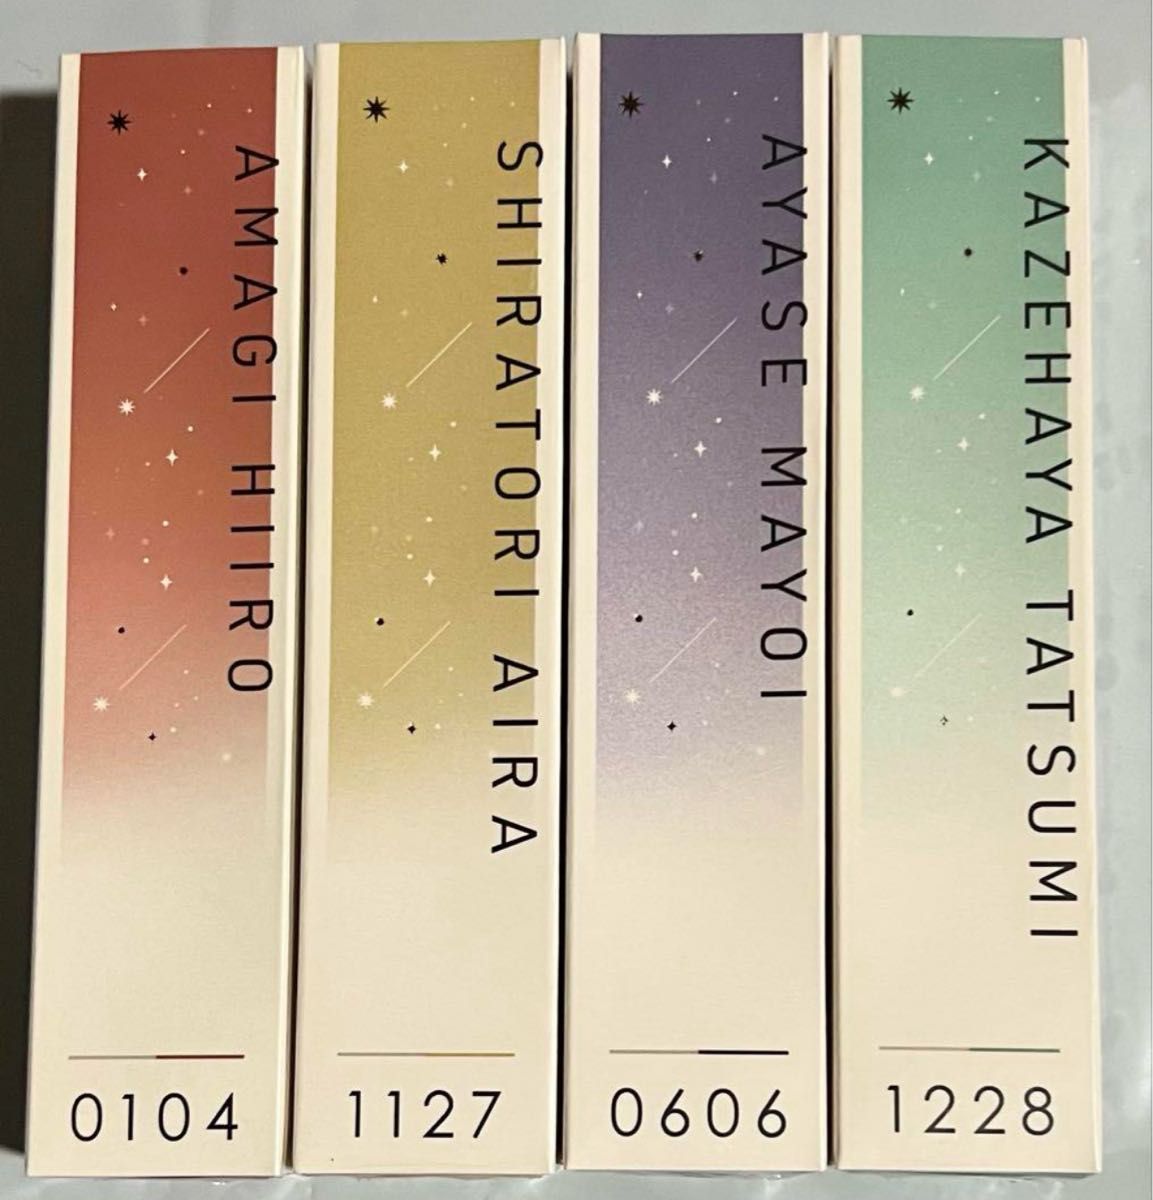 AMAGI HIIRO
0104
SHIRATORI AIRA
1127
AYASE MAYOI
0606
KAZEHAYA TATSUMI
1228